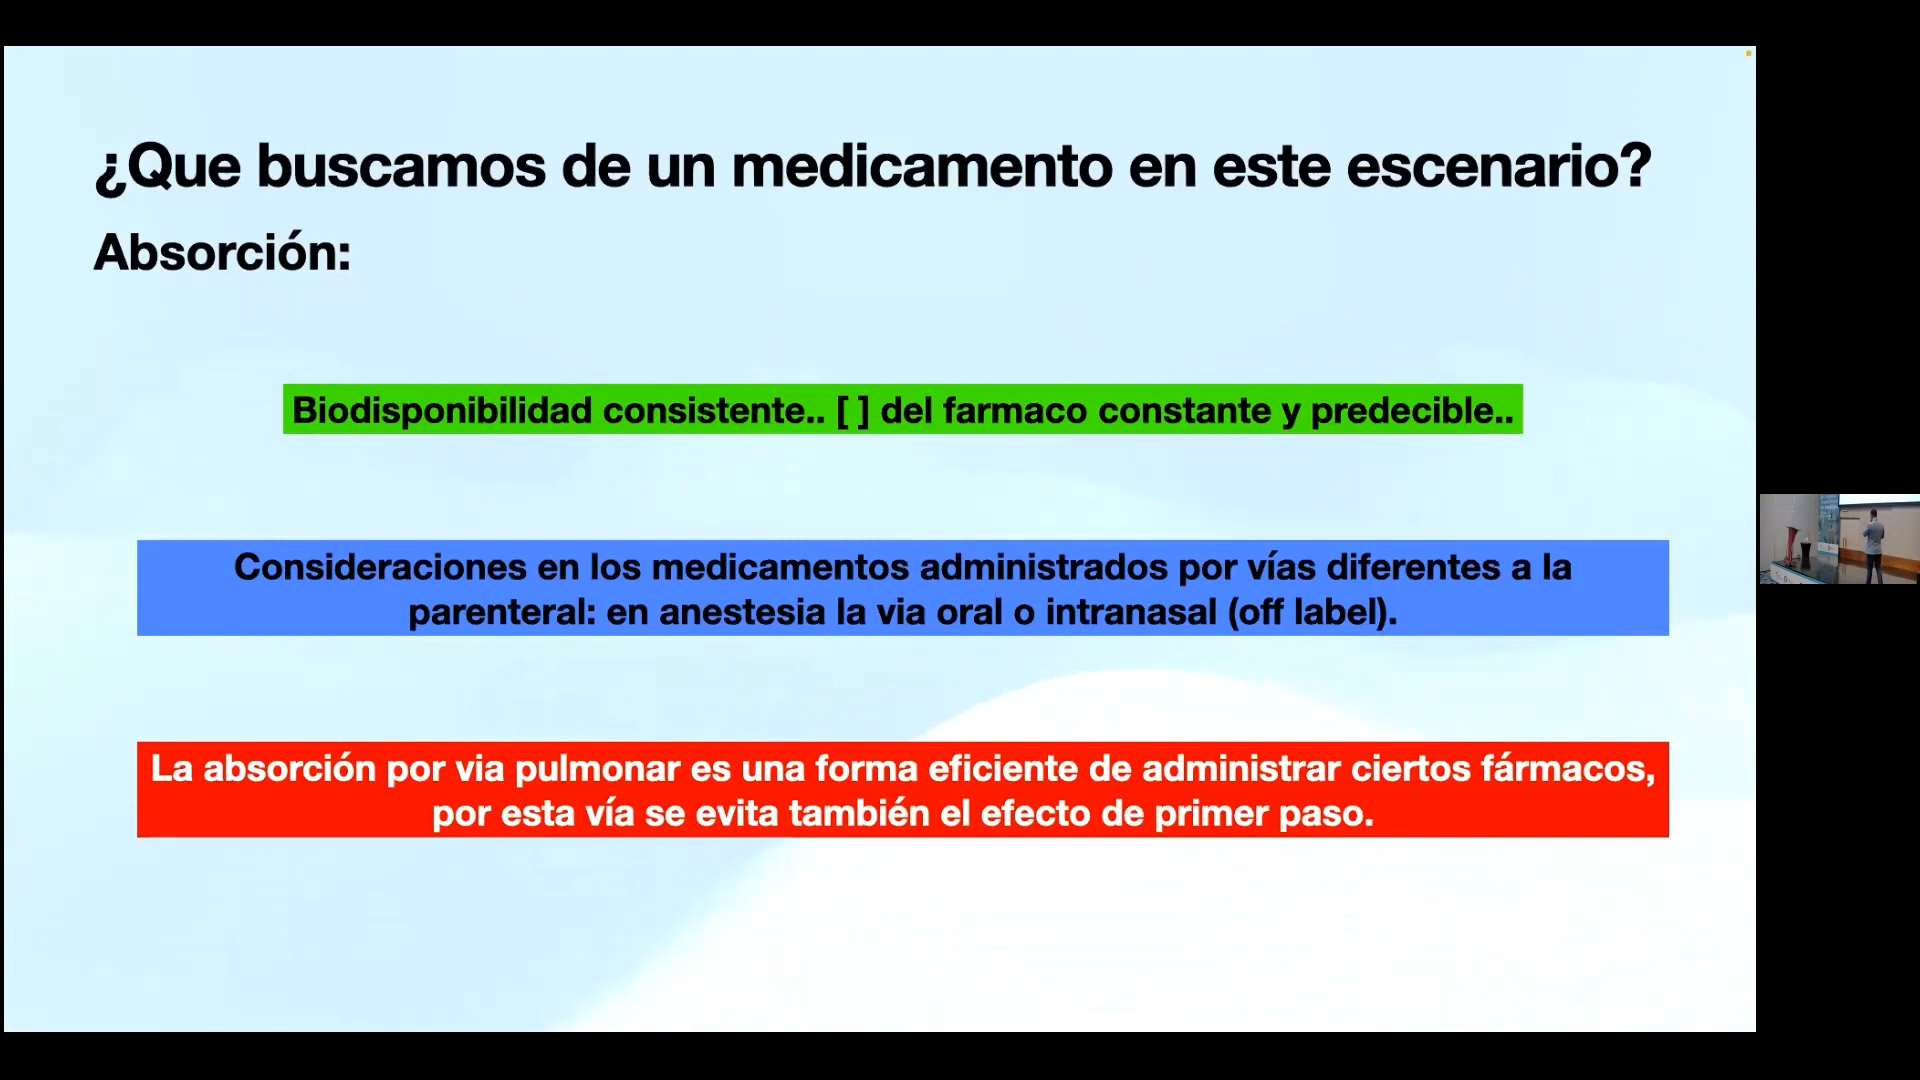 ¿Que buscamos de un medicamento en este escenario?
Absorción:
Biodisponibilidad consistente.. [ ] del farmaco constante y predecible..
Consideraciones en los medicamentos administrados por vías diferentes a la
parenteral: en anestesia la via oral o intranasal (off label).
La absorción por via pulmonar es una forma eficiente de administrar ciertos fármacos,
por esta vía se evita también el efecto de primer paso.